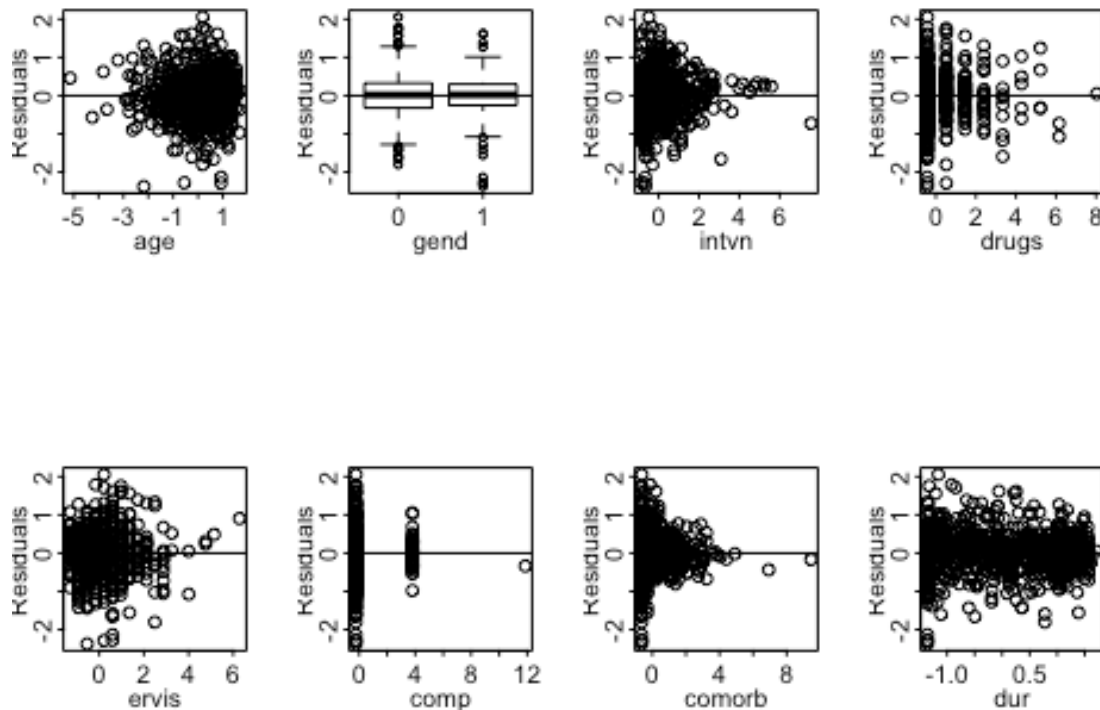 Residuals
2
1
0
-2
-5 -3 -1 1
age
Residuals
2
1
0
-2
0 1
gend
Residuals
2
1
0
-2
0 2 4 6
intvn
Residuals
2
1
0
-2
0 2 4 6 8
drugs
Residuals
2
1
0
-2
0 2 4 6
ervis
Residuals
2
1
0
-2
0 4 8 12
comp
Residuals
2
1
0
-2
0 4 8
comorb
Residuals
2
1
0
-2
-1.0 0.5
dur